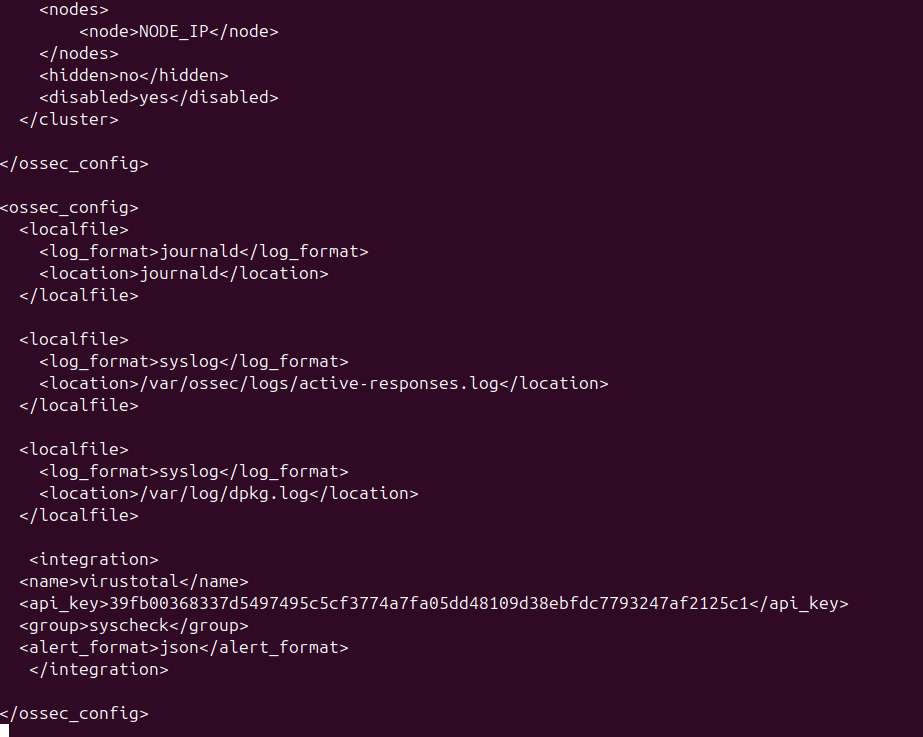 <nodes>
<node>NODE_IP</node>
</nodes>
<hidden>no</hidden>
<disabled>yes</disabled>
</cluster>
</ossec_config>
<ossec_config>
<localfile>
<log_format>journald</log_format>
<location>journald</location>
</localfile>
<localfile>
<log_format>syslog</log_format>
<location>/var/ossec/logs/active-responses.log</location>
</localfile>
<localfile>
<log_format>syslog</log_format>
<location>/var/log/dpkg.log</location>
</localfile>
<integration>
<name>virustotal</name>
<api_key>39fb00368337d5497495c5cf3774a7fa05dd48109d38ebfdc7793247af2125c1</api_key>
<group>syscheck</group>
<alert_format>json</alert_format>
</integration>
</ossec_config>